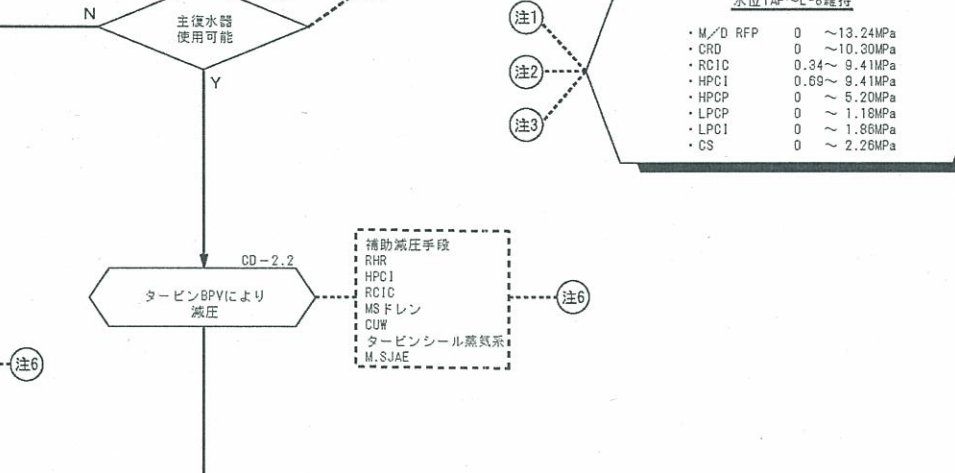 主復水器
使用可能
N
Y
注1
注2
注3
水位TAF～L-8維持
・M／D RFP 0 ～13.24MPa
・CRD 0 ～10.30MPa
・RCIC 0.34～ 9.41MPa
・HPCI 0.69～ 9.41MPa
・HPCP 0 ～ 5.20MPa
・LPCP 0 ～ 1.18MPa
・LPCI 0 ～ 1.86MPa
・CS 0 ～ 2.26MPa
CD－2.2
タービンBPVにより
減圧
補助減圧手段
RHR
HPCI
RCIC
MSドレン
CUW
タービンシール蒸気系
M.SJAE
注6
注6